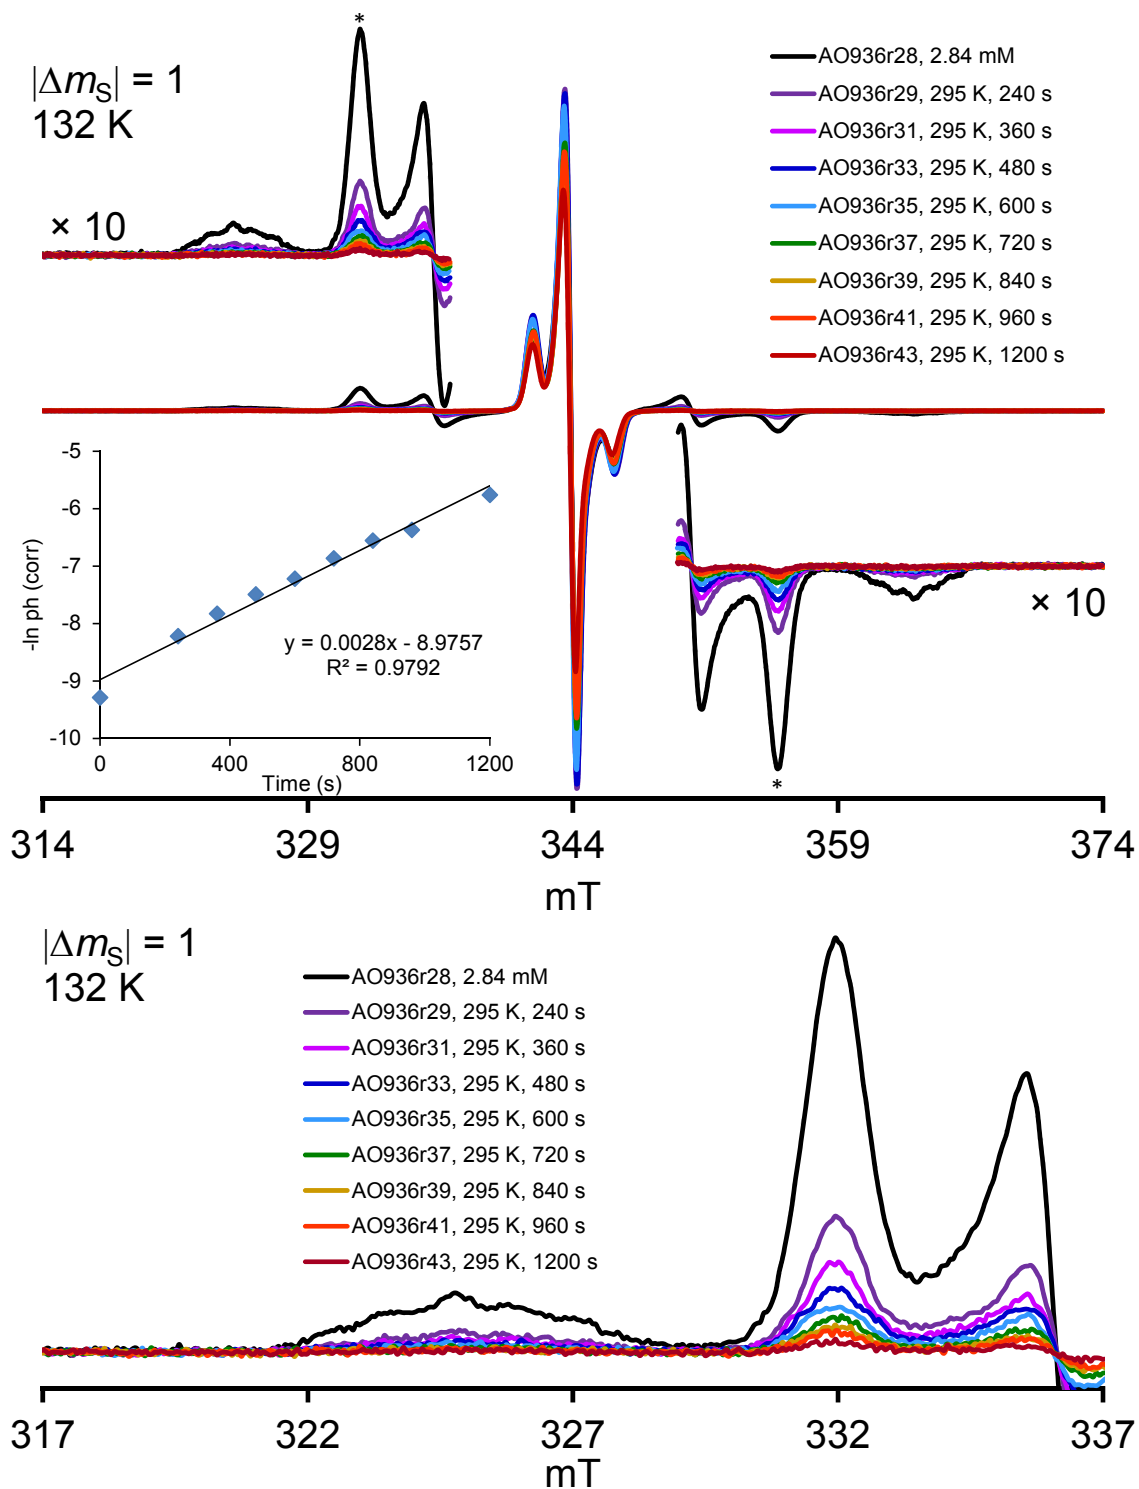 *
|ΔmS| = 1
132 K
× 10
AO936r28, 2.84 mM
AO936r29, 295 K, 240 s
AO936r31, 295 K, 360 s
AO936r33, 295 K, 480 s
AO936r35, 295 K, 600 s
AO936r37, 295 K, 720 s
AO936r39, 295 K, 840 s
AO936r41, 295 K, 960 s
AO936r43, 295 K, 1200 s
-5
-6
-7
-8
-9
-10
-ln ph (corr)
y = 0.0028x - 8.9757
R² = 0.9792
0 400 800 1200
Time (s)
× 10
*
314 329 344 359 374
mT
|ΔmS| = 1
132 K
AO936r28, 2.84 mM
AO936r29, 295 K, 240 s
AO936r31, 295 K, 360 s
AO936r33, 295 K, 480 s
AO936r35, 295 K, 600 s
AO936r37, 295 K, 720 s
AO936r39, 295 K, 840 s
AO936r41, 295 K, 960 s
AO936r43, 295 K, 1200 s
317 322 327 332 337
mT